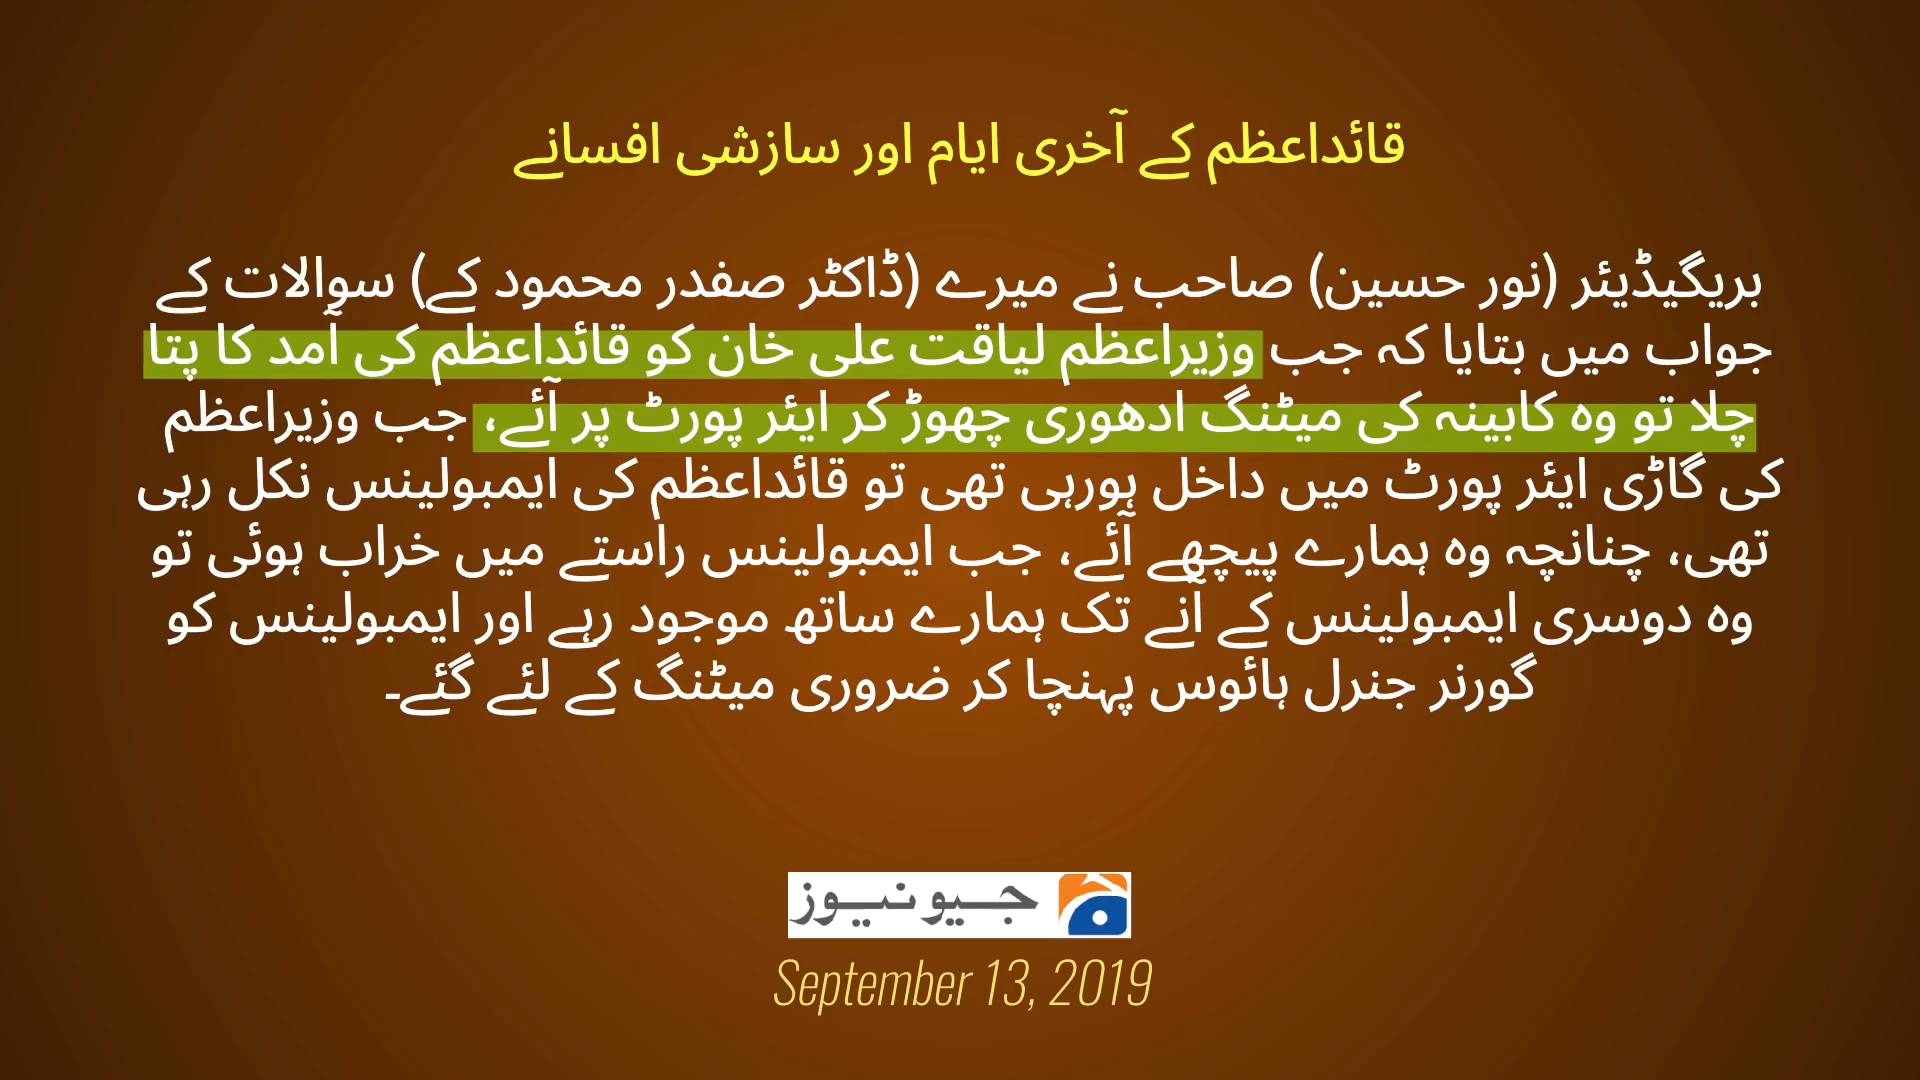 قائداعظم کے آخری ایام اور سازشی افسانے
بریگیڈیئر (نور حسین) صاحب نے میرے (ڈاکٹر صفدر محمود کے) سوالات کے
جواب میں بتایا کہ جب وزیراعظم لیاقت علی خان کو قائداعظم کی آمد کا پتا
چلا تو وہ کابینہ کی میٹنگ ادھوری چھوڑ کر ایئر پورٹ پر آئے، جب وزیراعظم
کی گاڑی ایئر پورٹ میں داخل ہورہی تھی تو قائداعظم کی ایمبولینس نکل رہی
تھی، چنانچہ وہ ہمارے پیچھے آئے، جب ایمبولینس راستے میں خراب ہوئی تو
وہ دوسری ایمبولینس کے آنے تک ہمارے ساتھ موجود رہے اور ایمبولینس کو
گورنر جنرل ہائوس پہنچا کر ضروری میٹنگ کے لئے گئے۔
جیو نیوز
September 13, 2019